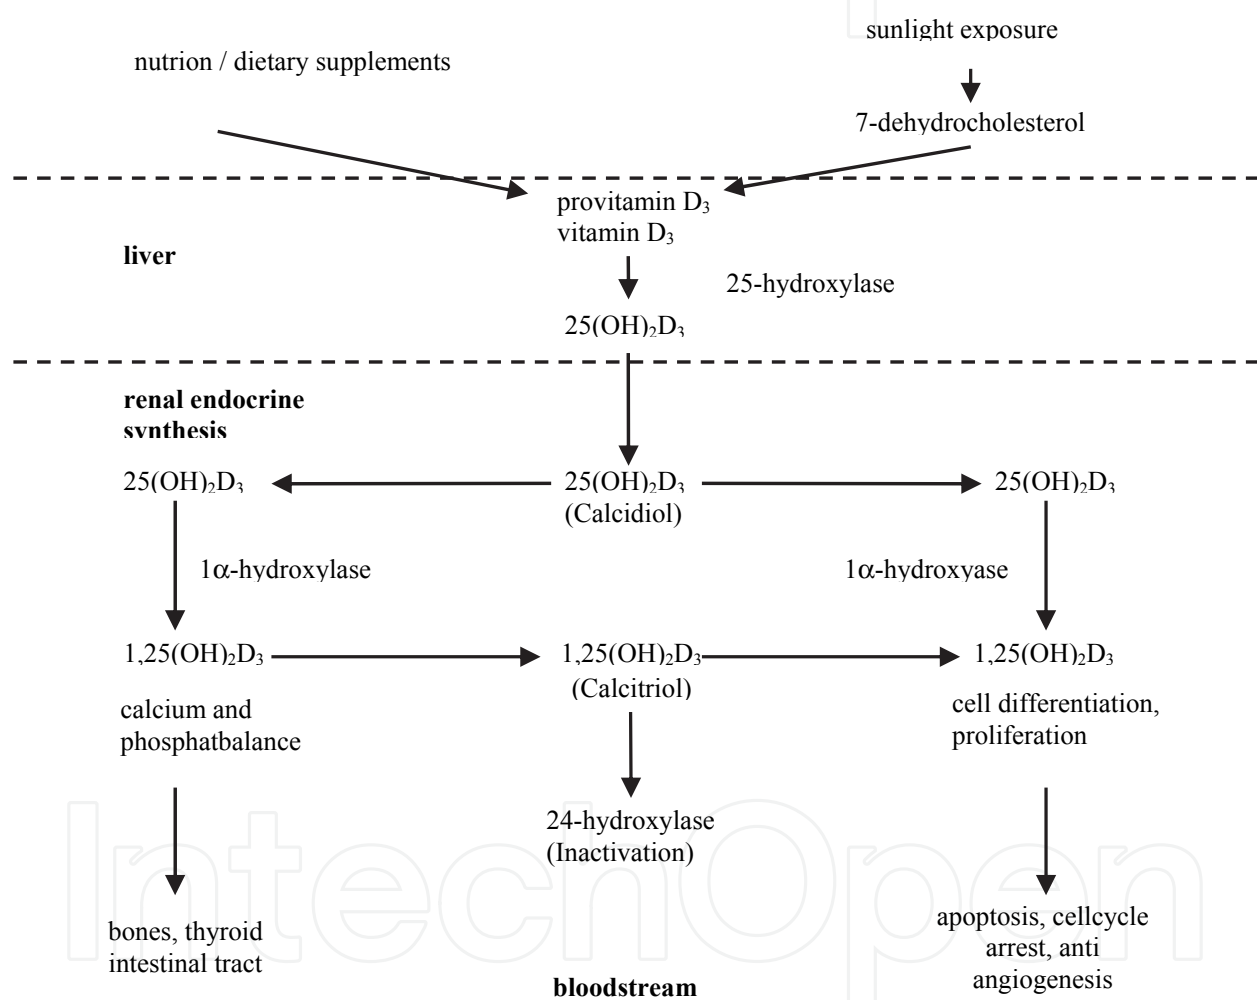 sunlight exposure
nutrion / dietary supplements
7-dehydrocholesterol
provitamin D₃
vitamin D₃
liver
25-hydroxylase
25(OH)₂D₃
renal endocrine
synthesis
25(OH)₂D₃
25(OH)₂D₃
25(OH)₂D₃
(Calcidiol)
1α-hydroxylase
1α-hydroxyase
1,25(OH)₂D₃
1,25(OH)₂D₃
1,25(OH)₂D₃
(Calcitriol)
calcium and
phosphatbalance
cell differentiation,
proliferation
24-hydroxylase
(Inactivation)
bones, thyroid
intestinal tract
apoptosis, cellcycle
arrest, anti
angiogenesis
bloodstream
IntechOpen